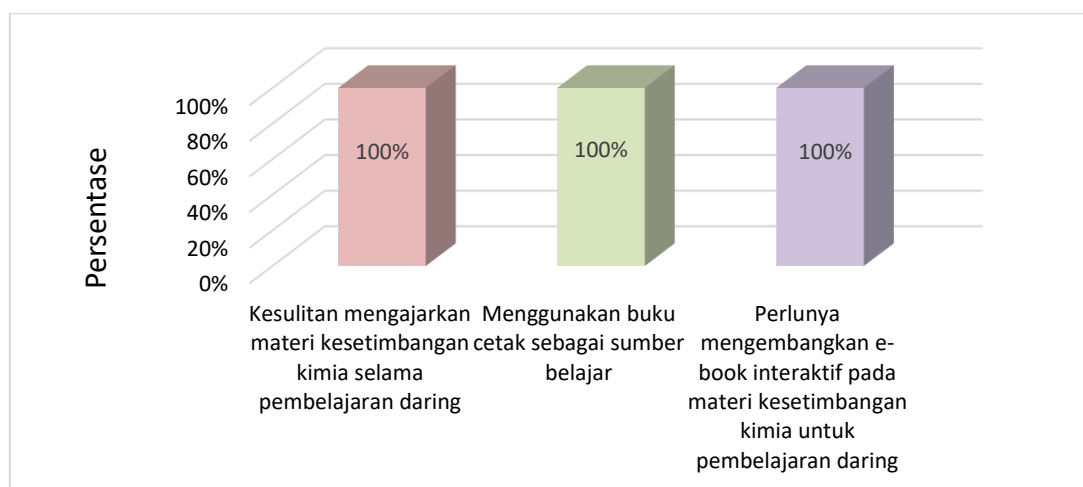 Persentase
100%
80%
60%
40%
20%
0%
100%
100%
100%
Kesulitan mengajarkan
materi kesetimbangan
kimia selama
pembelajaran daring
Menggunakan buku
cetak sebagai sumber
belajar
Perlunya
mengembangkan e-
book interaktif pada
materi kesetimbangan
kimia untuk
pembelajaran daring